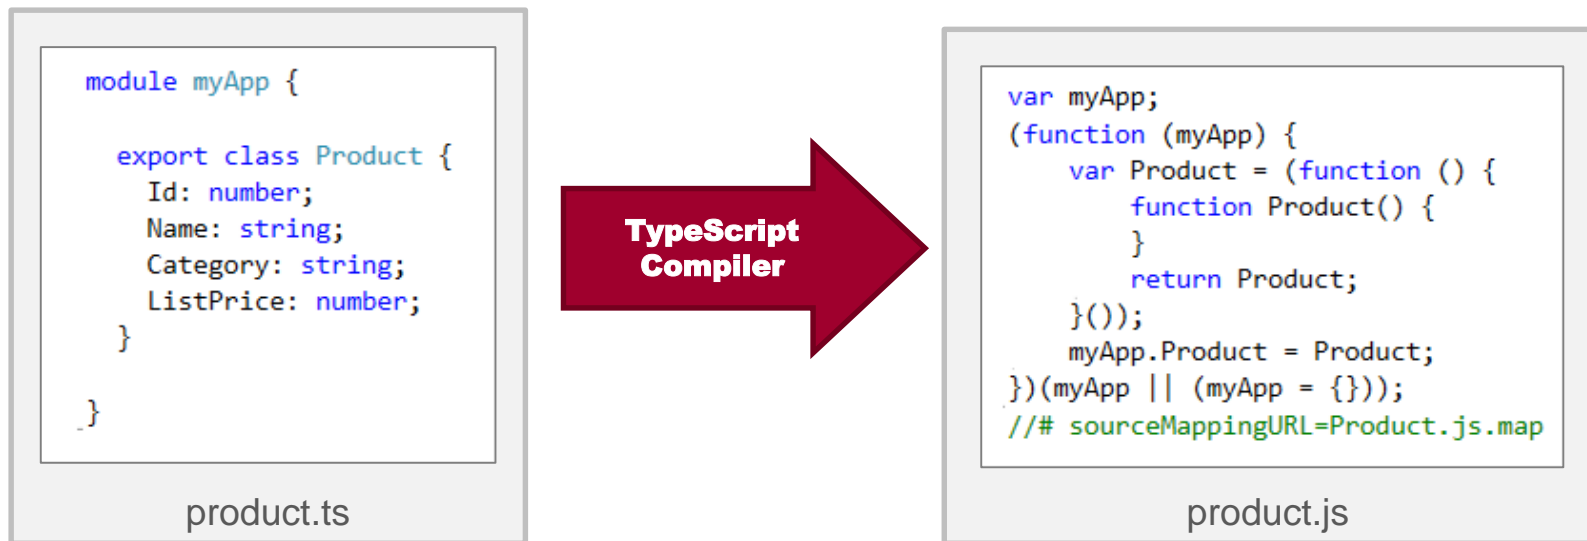 module myApp {
export class Product {
Id: number;
Name: string;
Category: string;
ListPrice: number;
}
}
product.ts
TypeScript
Compiler
var myApp;
(function (myApp) {
var Product = (function () {
function Product() {
}
return Product;
}());
myApp.Product = Product;
})(myApp || (myApp = {}));
//# sourceMappingURL=Product.js.map
product.js